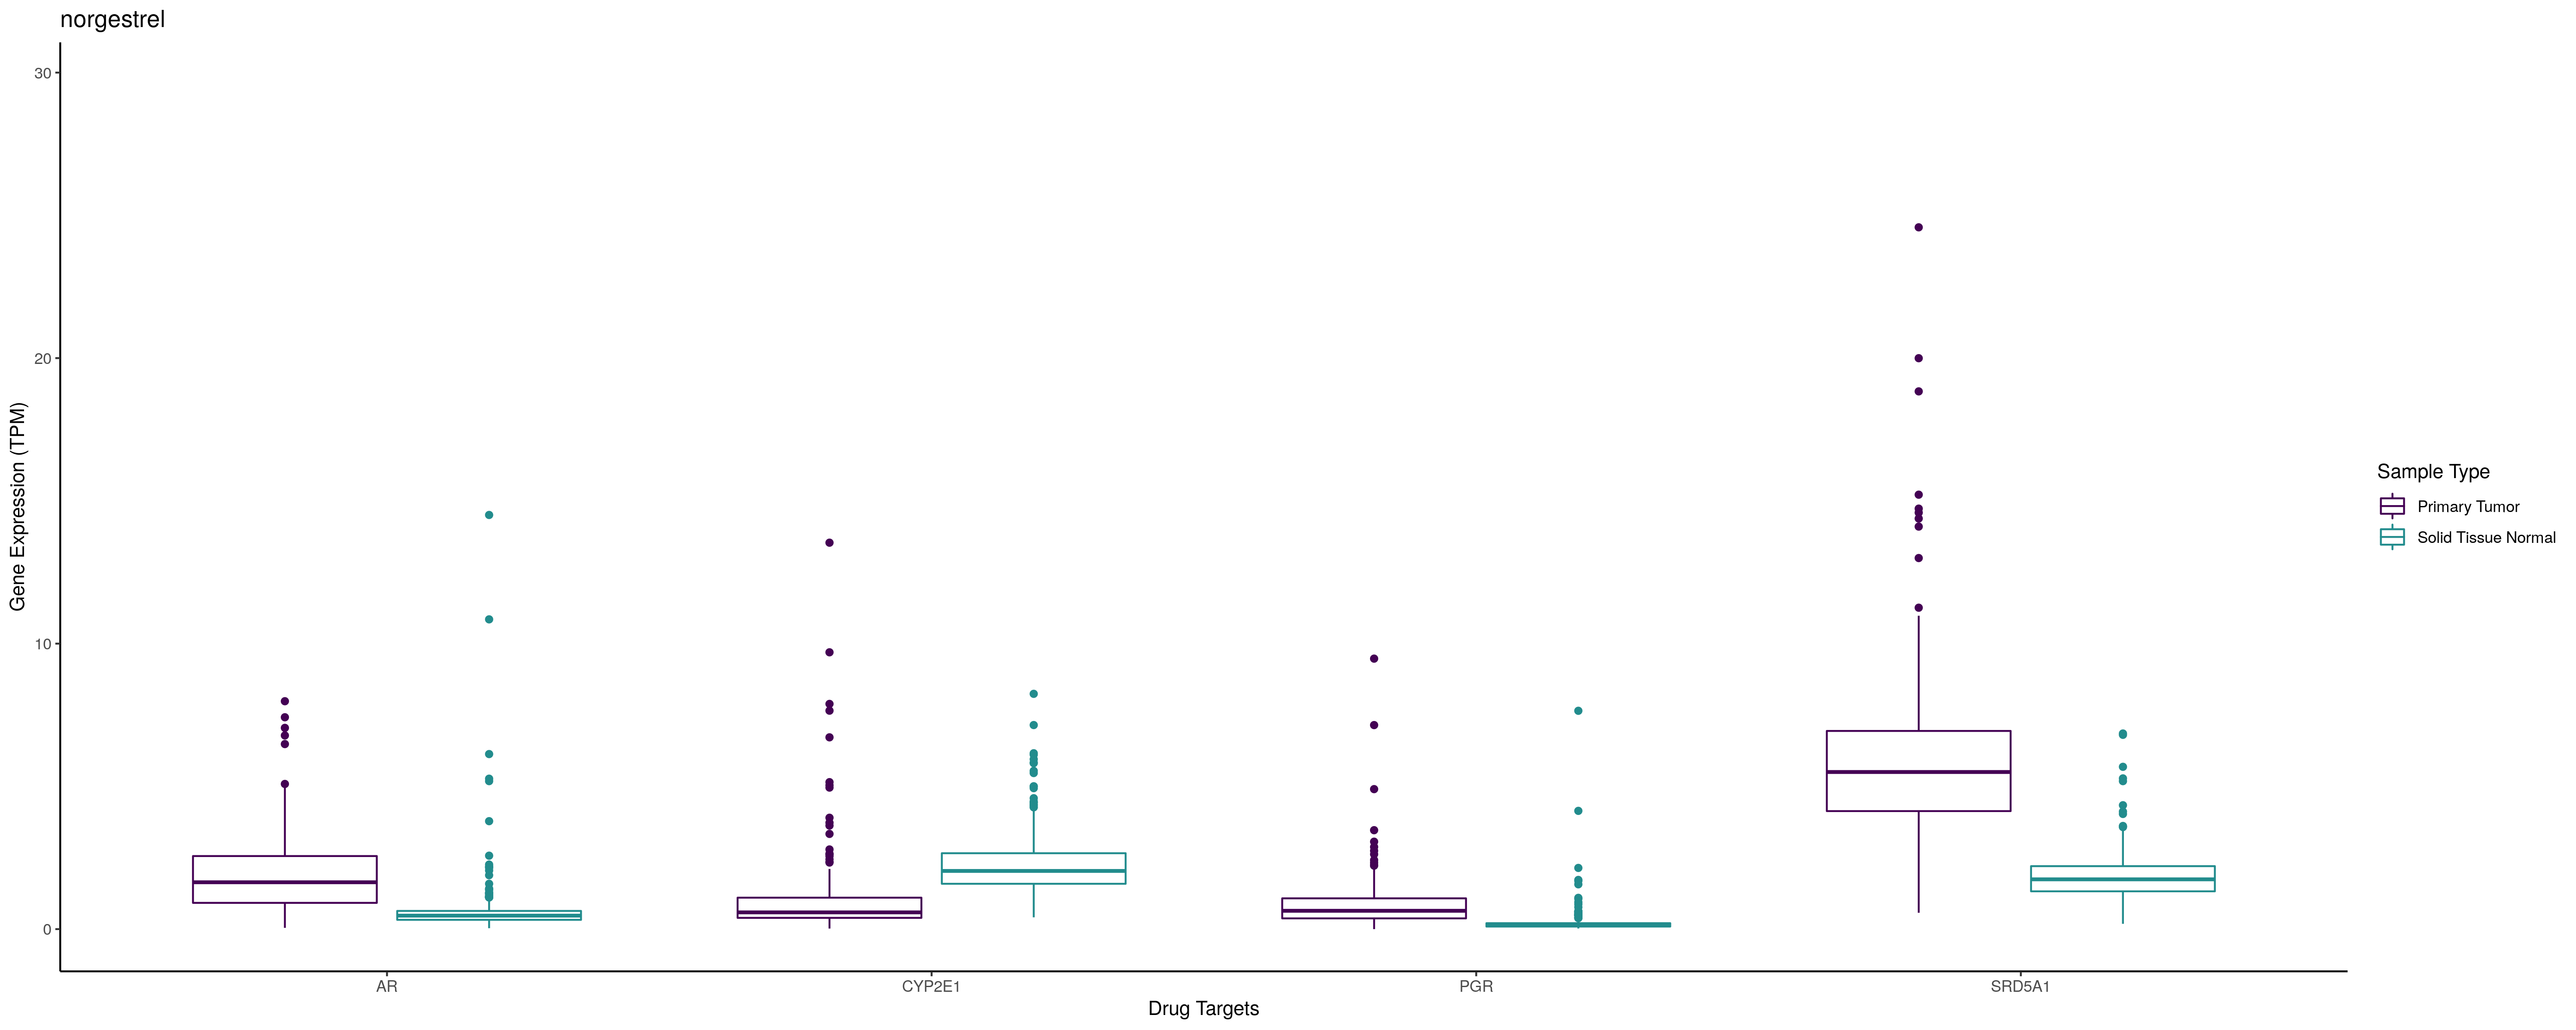 norgestrel
30
20
10
0
Gene Expression (TPM)
AR
CYP2E1
PGR
SRD5A1
Drug Targets
Sample Type
Primary Tumor
Solid Tissue Normal